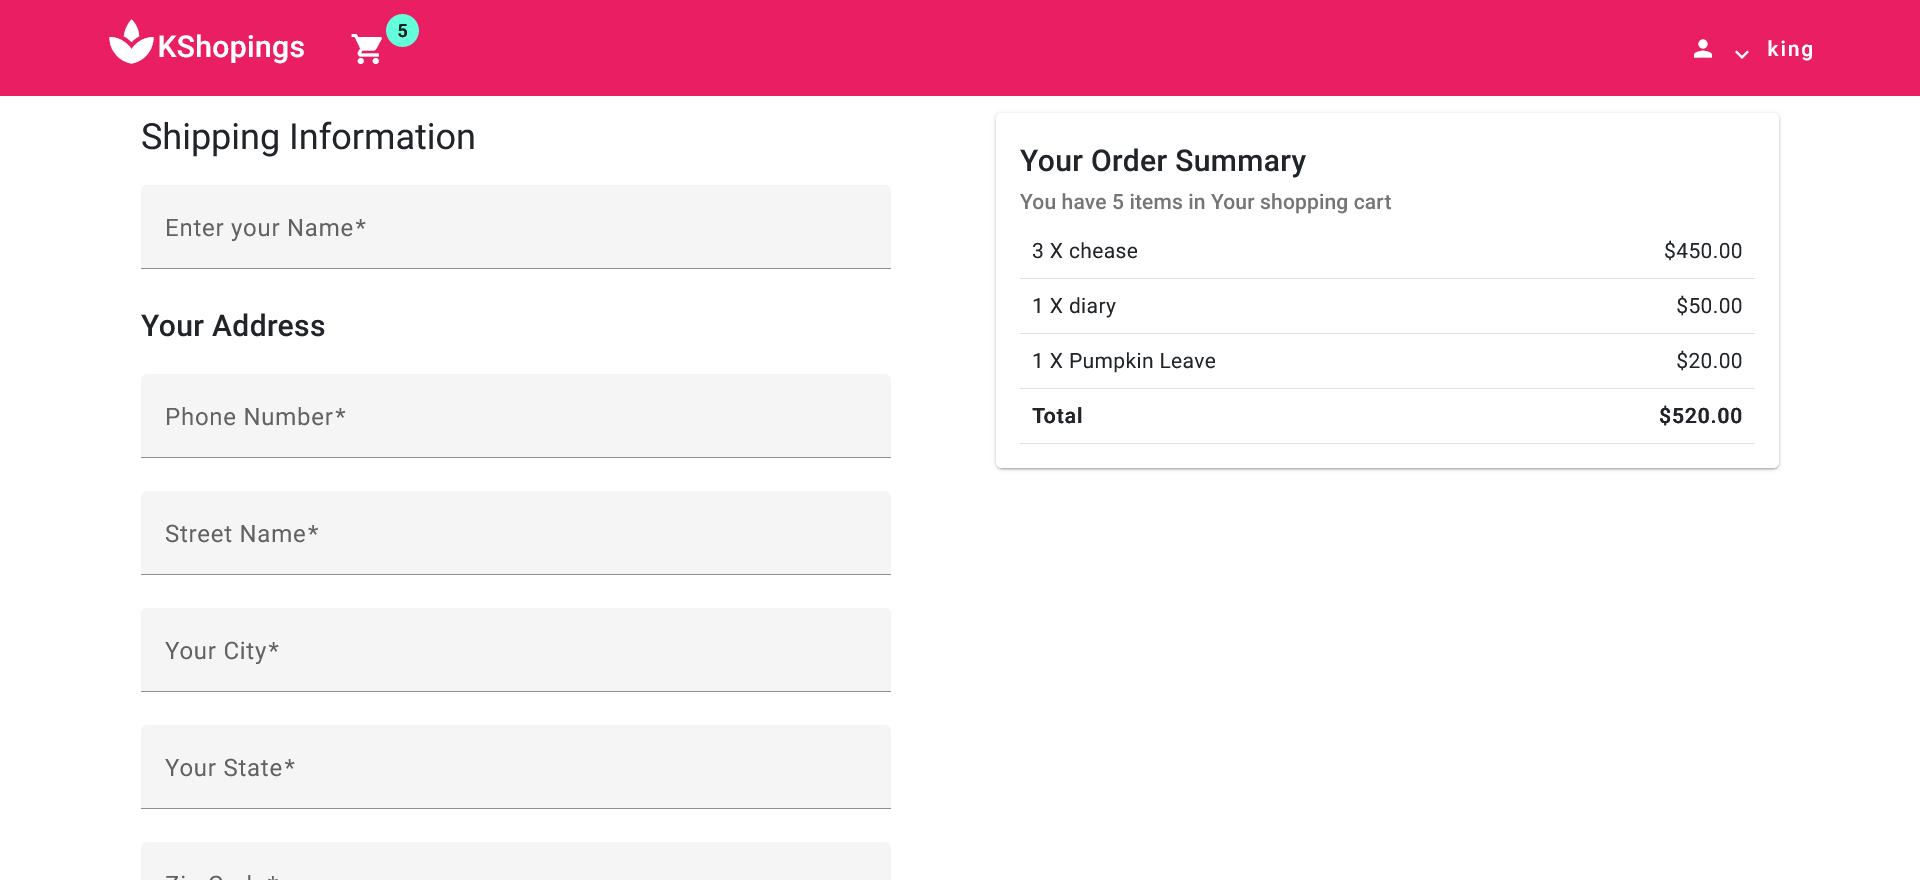 KShopings
5
king
Shipping Information
Enter your Name*
Your Address
Phone Number*
Street Name*
Your City*
Your State*
Your Order Summary
You have 5 items in Your shopping cart
3 X chease $450.00
1 X diary $50.00
1 X Pumpkin Leave $20.00
Total $520.00